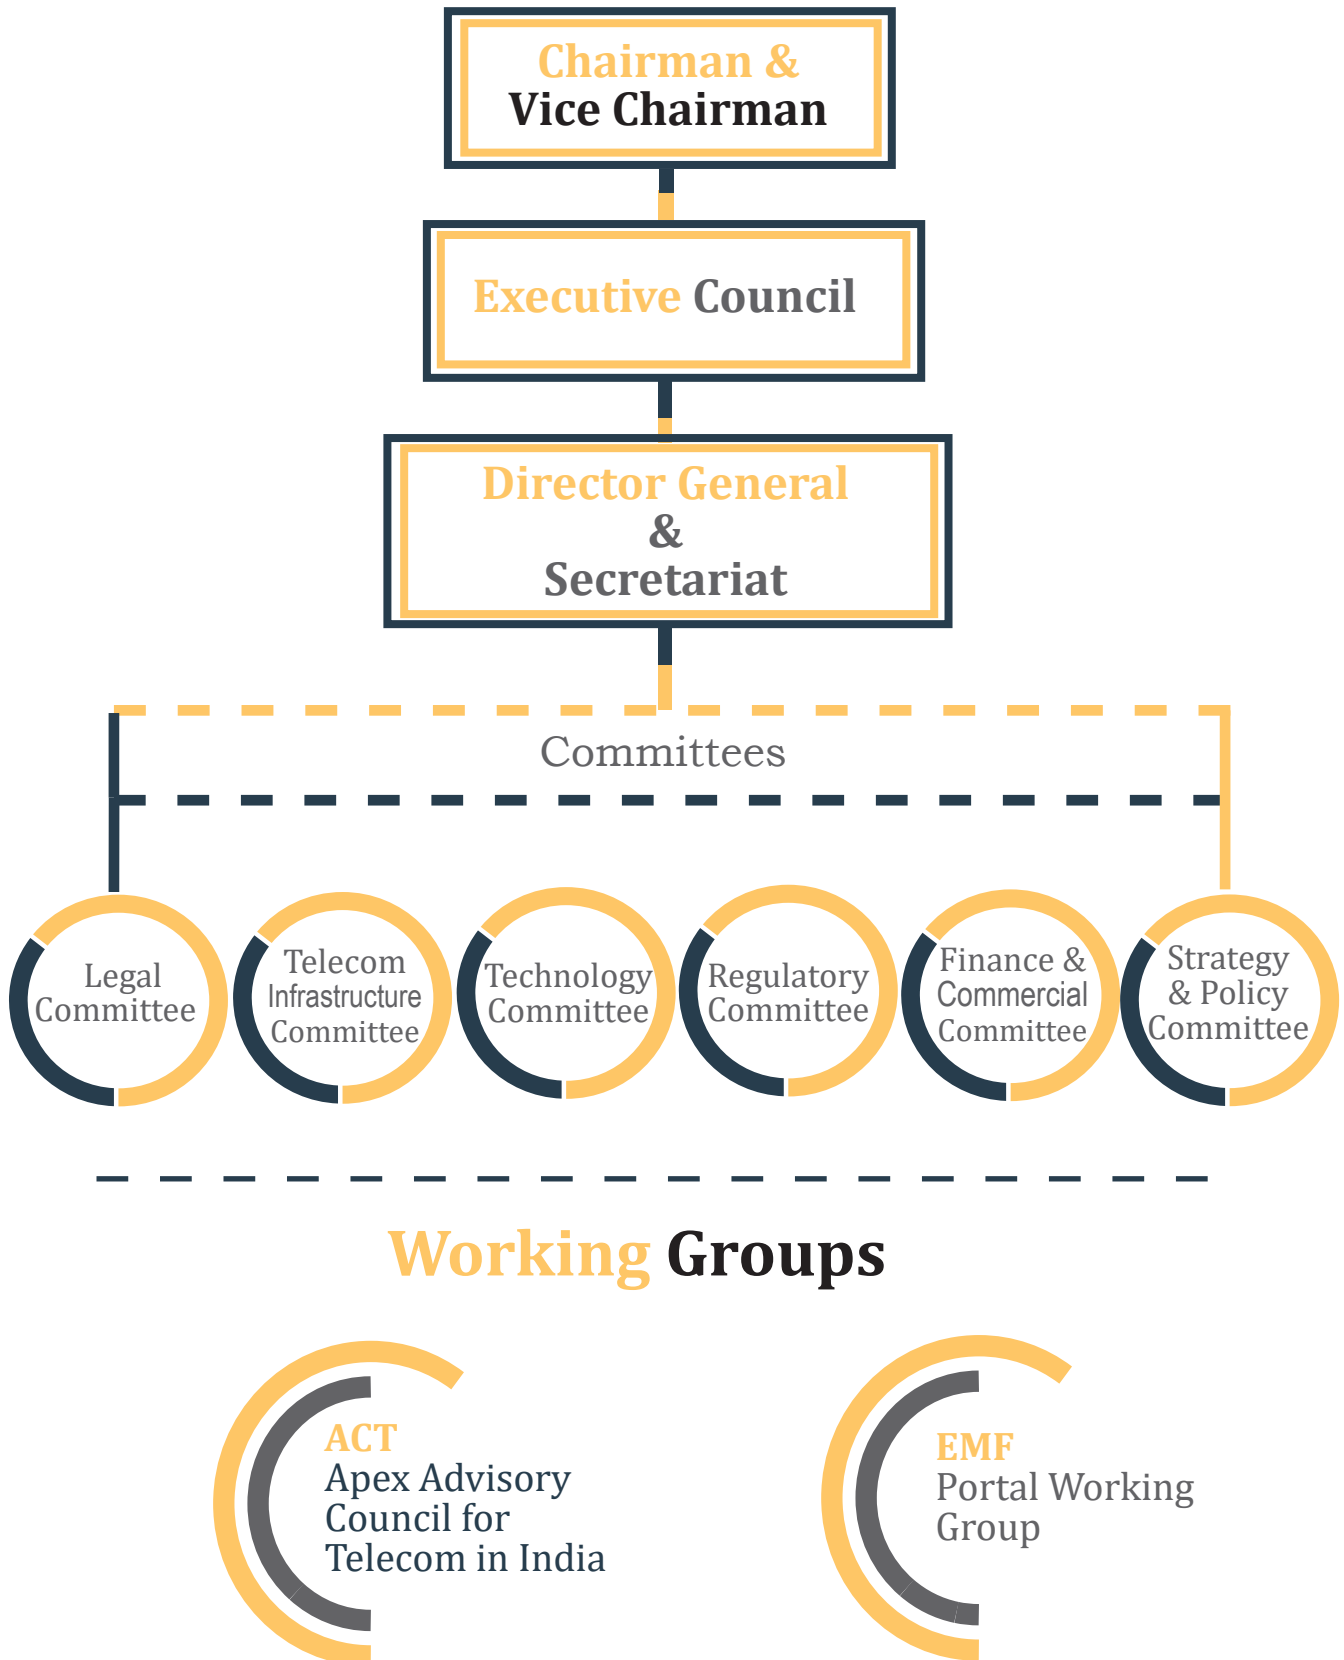 Chairman &
Vice Chairman
Executive Council
Director General
&
Secretariat
Committees
Legal
Committee
Telecom
Infrastructure
Committee
Technology
Committee
Regulatory
Committee
Finance &
Commercial
Committee
Strategy
& Policy
Committee
Working Groups
ACT
Apex Advisory
Council for
Telecom in India
EMF
Portal Working
Group